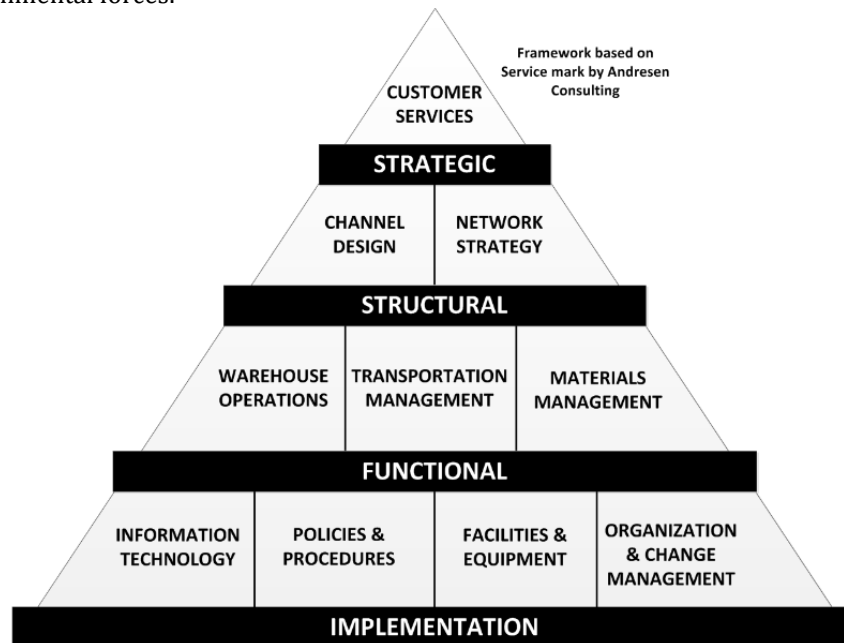 Framework based on
Service mark by Andresen
Consulting
CUSTOMER
SERVICES
STRATEGIC
CHANNEL
DESIGN
NETWORK
STRATEGY
STRUCTURAL
WAREHOUSE
OPERATIONS
TRANSPORTATION
MANAGEMENT
MATERIALS
MANAGEMENT
FUNCTIONAL
INFORMATION
TECHNOLOGY
POLICIES &
PROCEDURES
FACILITIES &
EQUIPMENT
ORGANIZATION
& CHANGE
MANAGEMENT
IMPLEMENTATION